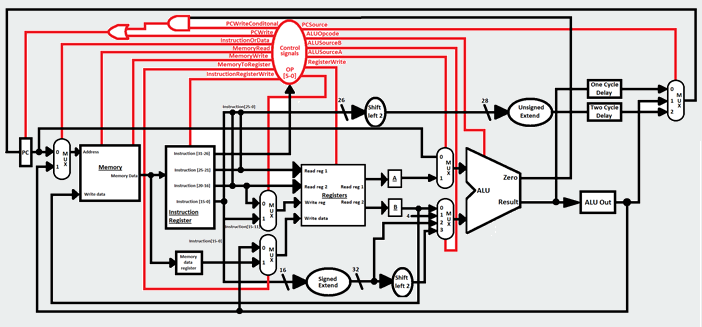 PCWriteConditonal
PCSource
PCWrite
ALUOpcode
InstructionOrData
ALUSourceB
MemoryRead
Control
signals
ALUSourceA
MemoryWrite
RegisterWrite
MemoryToRegister
OP
[5-0]
InstructionRegisterWrite
Instruction[25-0]
26
Shift
left 2
28
Unsigned
Extend
One Cycle
Delay
Two Cycle
Delay
0
1
2
MUX
PC
0
1
MUX
Address
Memory
Memory Data
Write data
Instruction [31-26]
Instruction [25-21]
Instruction [20-16]
Instruction [15-0]
Instruction
Register
Read reg 1
Read reg 2
Registers
Write reg
Write data
Read reg 1
Read reg 2
A
B
0
1
MUX
0
1
MUX
0
1
MUX
4
0
1
2
3
MUX
ALU
Zero
Result
ALU Out
Instruction[15-11]
Instruction[15-0]
Memory
data
register
16
Signed
Extend
32
Shift
left 2